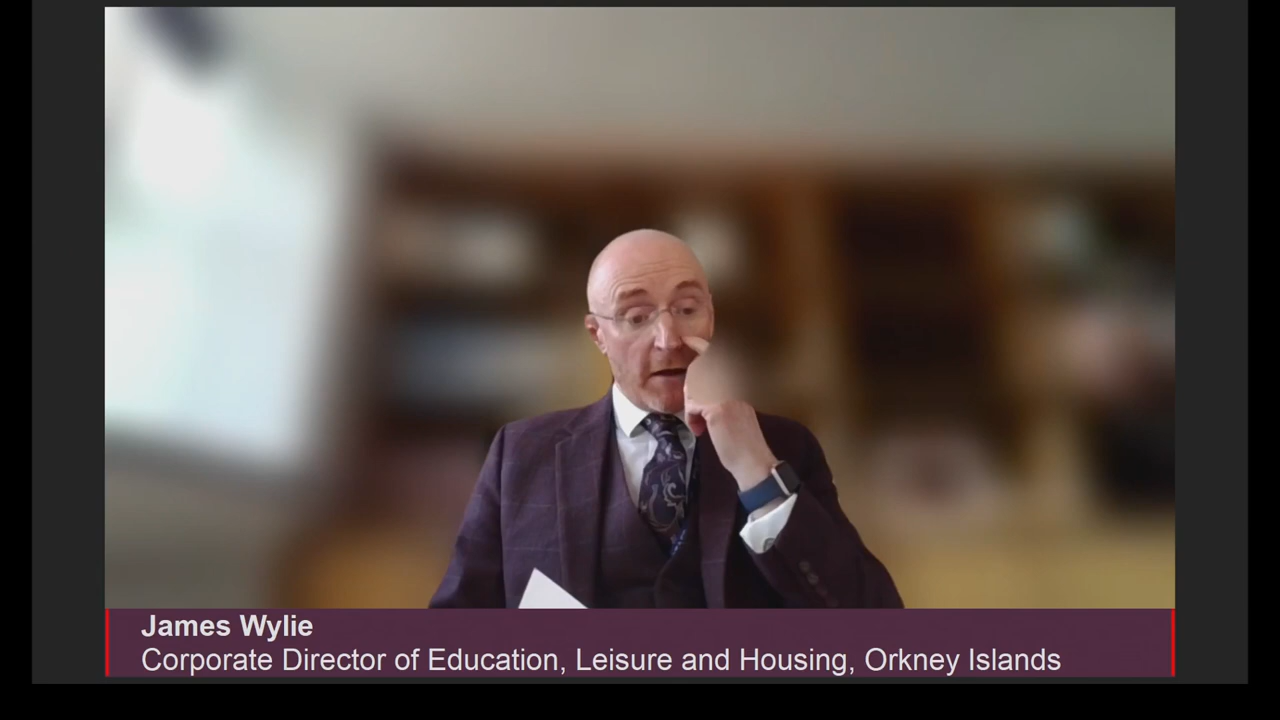 James Wylie
Corporate Director of Education, Leisure and Housing, Orkney Islands